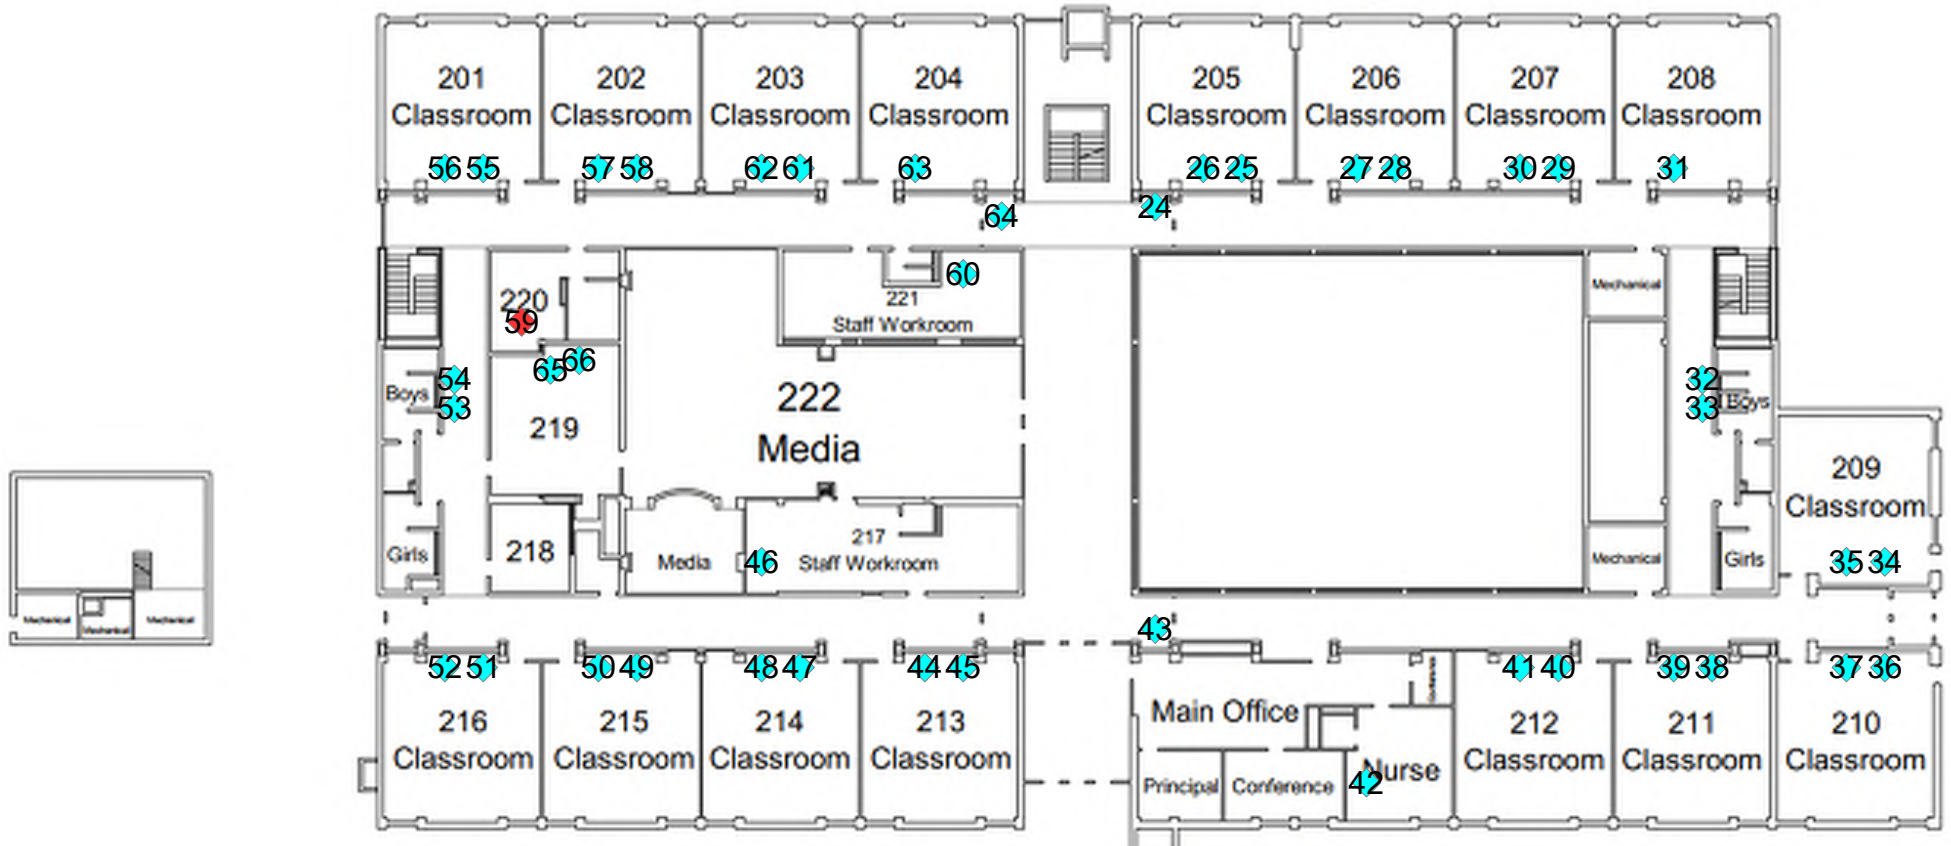 201
Classroom
56 55
202
Classroom
57 58
203
Classroom
62 61
204
Classroom
63
205
Classroom
26 25
206
Classroom
27 28
207
Classroom
30 29
208
Classroom
31
64
24
220
59
65 66
219
60
221
Staff Workroom
Mechanical
Boys
54
53
222
Media
32
33
Boys
209
Classroom
35 34
Girls
218
Media
46
217
Staff Workroom
Mechanical
Girls
Mechanical
Mechanical
Mechanical
43
52 51
216
Classroom
50 49
215
Classroom
48 47
214
Classroom
44 45
213
Classroom
Main Office
Principal
Conference
42
Nurse
41 40
212
Classroom
39 38
211
Classroom
37 36
210
Classroom